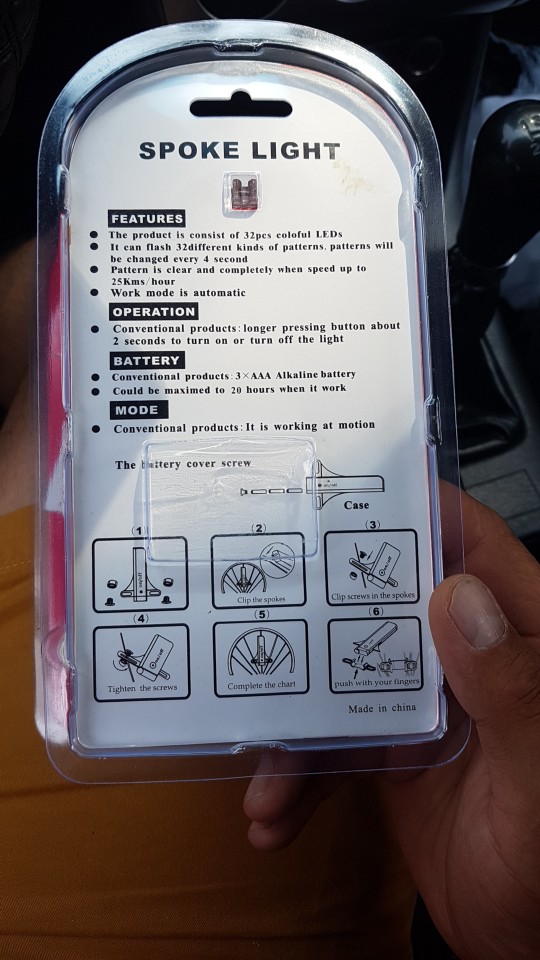 SPOKE LIGHT
FEATURES
The product is consist of 32pcs coloful LEDs
It can flash 32different kinds of patterns, patterns will
be changed every 4 second
Pattern is clear and completely when speed up to
25Kms/hour
Work mode is automatic
OPERATION
Conventional products:longer pressing button about
2 seconds to turn on or turn off the light
BATTERY
Conventional products:3×AAA Alkaline battery
Could be maximed to 20 hours when it work
MODE
Conventional products:It is working at motion
The battery cover screw
Case
(1)
(2)
(3)
Clip the spokes
Clip screws in the spokes
(4)
(5)
(6)
Tighten the screws
Complete the chart
push with your fingers
Made in china